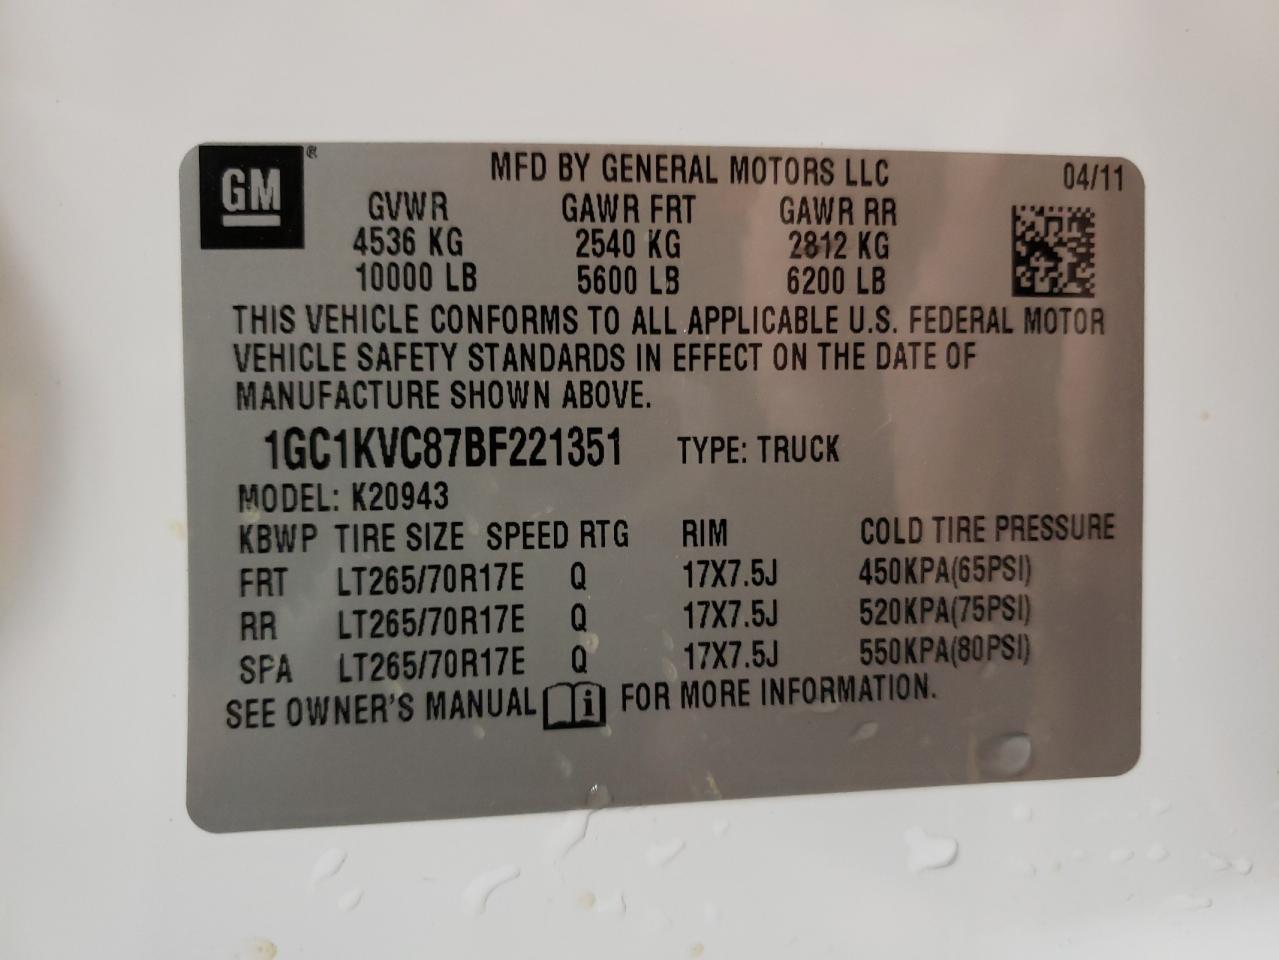 GM ®
MFD BY GENERAL MOTORS LLC 04/11
GVWR GAWR FRT GAWR RR
4536 KG 2540 KG 2812 KG
10000 LB 5600 LB 6200 LB
THIS VEHICLE CONFORMS TO ALL APPLICABLE U.S. FEDERAL MOTOR
VEHICLE SAFETY STANDARDS IN EFFECT ON THE DATE OF
MANUFACTURE SHOWN ABOVE.
1GC1KVC87BF221351 TYPE: TRUCK
MODEL: K20943
KBWP TIRE SIZE SPEED RTG RIM COLD TIRE PRESSURE
FRT LT265/70R17E Q 17X7.5J 450KPA(65PSI)
RR LT265/70R17E Q 17X7.5J 520KPA(75PSI)
SPA LT265/70R17E Q 17X7.5J 550KPA(80PSI)
SEE OWNER'S MANUAL i FOR MORE INFORMATION.